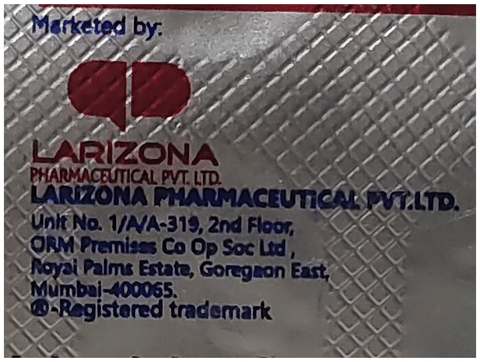 Marketed by:
LARIZONA
PHARMACEUTICAL PVT. LTD.
LARIZONA PHARMACEUTICAL PVT.LTD.
Unit No. 1/A/A-319, 2nd Floor,
ORM Premises Co Op Soc Ltd ,
Royal Palms Estate, Goregaon East,
Mumbai-400065.
®-Registered trademark